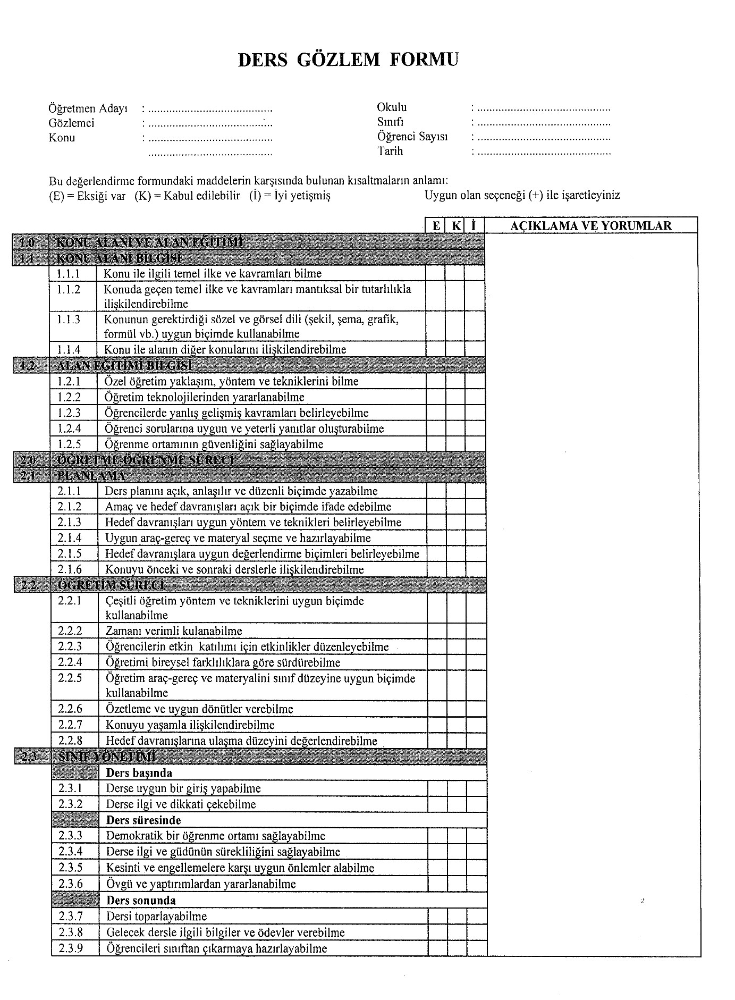 DERS GÖZLEM FORMU
Öğretmen Adayı : ........................................ Okulu : ...........................................
Gözlemci : ........................................ Sınıfı : ...........................................
Konu : ........................................ Öğrenci Sayısı : ...........................................
........................................ Tarih : ...........................................
Bu değerlendirme formundaki maddelerin karşısında bulunan kısaltmaların anlamı:
(E) = Eksiği var (K) = Kabul edilebilir (İ) = İyi yetişmiş Uygun olan seçeneği (+) ile işaretleyiniz
E K İ AÇIKLAMA VE YORUMLAR
1.0 KONU ALANI VE ALAN EĞİTİMİ
1.1 KONU ALANI BİLGİSİ
1.1.1 Konu ile ilgili temel ilke ve kavramları bilme
1.1.2 Konuda geçen temel ilke ve kavramları mantıksal bir tutarlılıkla
ilişkilendirebilme
1.1.3 Konunun gerektirdiği sözel ve görsel dili (şekil, şema, grafik,
formül vb.) uygun biçimde kullanabilme
1.1.4 Konu ile alanın diğer konularını ilişkilendirebilme
1.2 ALAN EĞİTİMİ BİLGİSİ
1.2.1 Özel öğretim yaklaşım, yöntem ve tekniklerini bilme
1.2.2 Öğretim teknolojilerinden yararlanabilme
1.2.3 Öğrencilerde yanlış gelişmiş kavramları belirleyebilme
1.2.4 Öğrenci sorularına uygun ve yeterli yanıtlar oluşturabilme
1.2.5 Öğrenme ortamının güvenliğini sağlayabilme
2.0 ÖĞRETME-ÖĞRENME SÜRECİ
2.1 PLANLAMA
2.1.1 Ders planını açık, anlaşılır ve düzenli biçimde yazabilme
2.1.2 Amaç ve hedef davranışları açık bir biçimde ifade edebilme
2.1.3 Hedef davranışları uygun yöntem ve teknikleri belirleyebilme
2.1.4 Uygun araç-gereç ve materyal seçme ve hazırlayabilme
2.1.5 Hedef davranışlara uygun değerlendirme biçimleri belirleyebilme
2.1.6 Konuyu önceki ve sonraki derslerle ilişkilendirebilme
2.2. ÖĞRETİM SÜRECİ
2.2.1 Çeşitli öğretim yöntem ve tekniklerini uygun biçimde
kullanabilme
2.2.2 Zamanı verimli kulanabilme
2.2.3 Öğrencilerin etkin katılımı için etkinlikler düzenleyebilme
2.2.4 Öğretimi bireysel farklılıklara göre sürdürebilme
2.2.5 Öğretim araç-gereç ve materyalini sınıf düzeyine uygun biçimde
kullanabilme
2.2.6 Özetleme ve uygun dönütler verebilme
2.2.7 Konuyu yaşamla ilişkilendirebilme
2.2.8 Hedef davranışlarına ulaşma düzeyini değerlendirebilme
2.3. SINIF YÖNETİMİ
Ders başında
2.3.1 Derse uygun bir giriş yapabilme
2.3.2 Derse ilgi ve dikkati çekebilme
Ders süresinde
2.3.3 Demokratik bir öğrenme ortamı sağlayabilme
2.3.4 Derse ilgi ve güdünün sürekliliğini sağlayabilme
2.3.5 Kesinti ve engellemelere karşı uygun önlemler alabilme
2.3.6 Övgü ve yaptırımlardan yararlanabilme
Ders sonunda
2.3.7 Dersi toparlayabilme
2.3.8 Gelecek dersle ilgili bilgiler ve ödevler verebilme
2.3.9 Öğrencileri sınıftan çıkarmaya hazırlayabilme